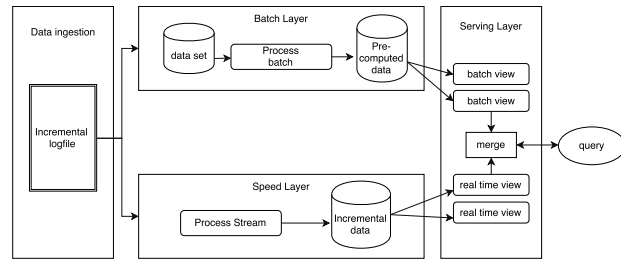 Data ingestion
Incremental
logfile
Batch Layer
data set
Process
batch
Pre-
computed
data
Speed Layer
Process Stream
Incremental
data
Serving Layer
batch view
batch view
merge
real time view
real time view
query